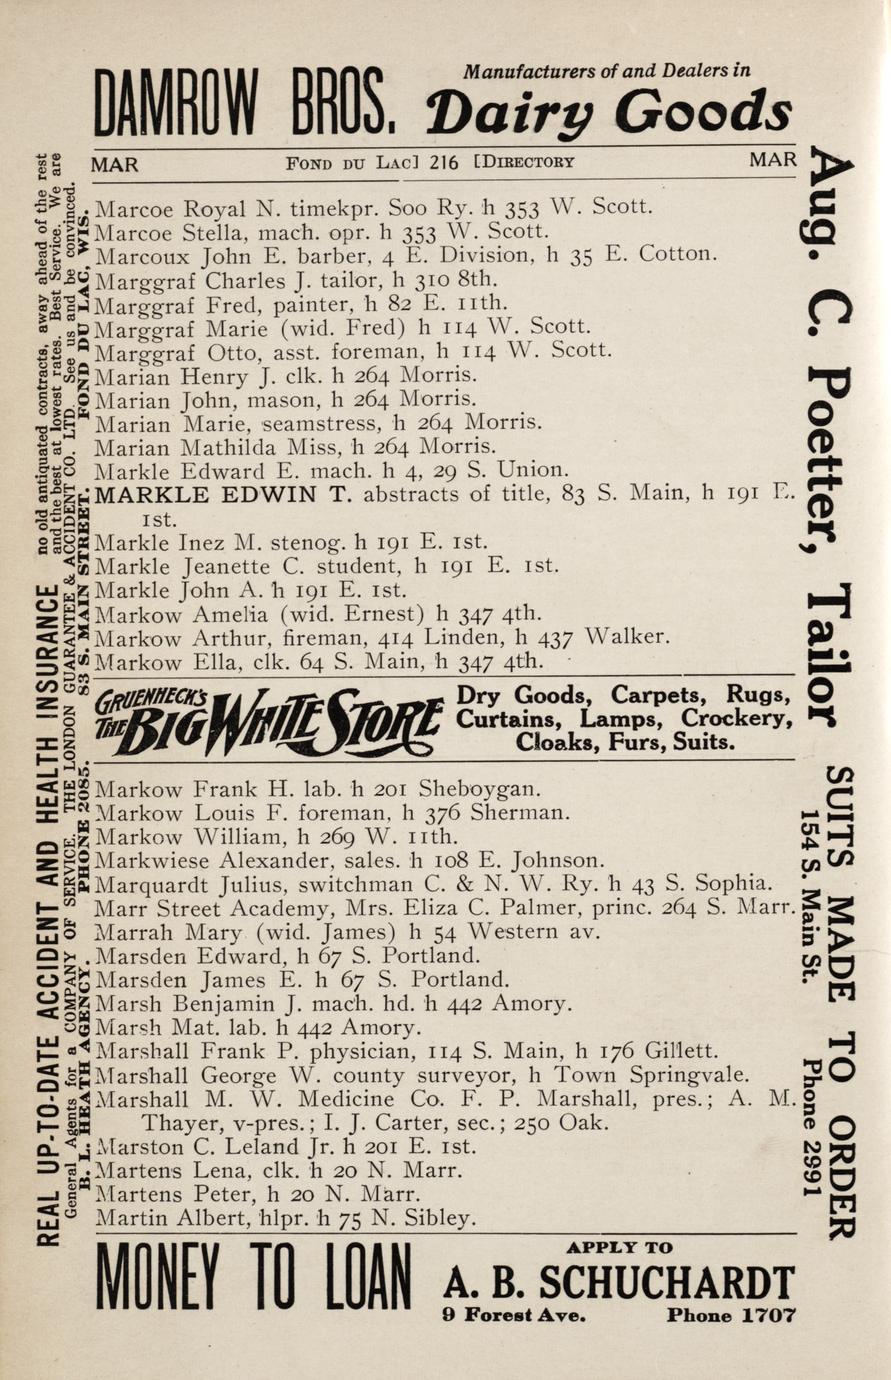 DAMROW BROS.
Manufacturers of and Dealers in
Dairy Goods
MAR FOND DU LAC] 216 [DIRECTORY MAR
Marcoe Royal N. timekpr. Soo Ry. h 353 W. Scott.
Marcoe Stella, mach. opr. h 353 W. Scott.
Marcoux John E. barber, 4 E. Division, h 35 E. Cotton.
Marggraf Charles J. tailor, h 310 8th.
Marggraf Fred, painter, h 82 E. 11th.
Marggraf Marie (wid. Fred) h 114 W. Scott.
Marggraf Otto, asst. foreman, h 114 W. Scott.
Marian Henry J. clk. h 264 Morris.
Marian John, mason, h 264 Morris.
Marian Marie, seamstress, h 264 Morris.
Marian Mathilda Miss, h 264 Morris.
Markle Edward E. mach. h 4, 29 S. Union.
MARKLE EDWIN T. abstracts of title, 83 S. Main, h 191 E.
1st.
Markle Inez M. stenog. h 191 E. 1st.
Markle Jeanette C. student, h 191 E. 1st.
Markle John A. h 191 E. 1st.
Markow Amelia (wid. Ernest) h 347 4th.
Markow Arthur, fireman, 414 Linden, h 437 Walker.
Markow Ella, clk. 64 S. Main, h 347 4th.
GRUENHECK'S
THE BIG WHITE STORE
Dry Goods, Carpets, Rugs,
Curtains, Lamps, Crockery,
Cloaks, Furs, Suits.
Markow Frank H. lab. h 201 Sheboygan.
Markow Louis F. foreman, h 376 Sherman.
Markow William, h 269 W. 11th.
Markwiese Alexander, sales. h 108 E. Johnson.
Marquardt Julius, switchman C. & N. W. Ry. h 43 S. Sophia.
Marr Street Academy, Mrs. Eliza C. Palmer, princ. 264 S. Marr.
Marrah Mary (wid. James) h 54 Western av.
Marsden Edward, h 67 S. Portland.
Marsden James E. h 67 S. Portland.
Marsh Benjamin J. mach. hd. h 442 Amory.
Marsh Mat. lab. h 442 Amory.
Marshall Frank P. physician, 114 S. Main, h 176 Gillett.
Marshall George W. county surveyor, h Town Springvale.
Marshall M. W. Medicine Co. F. P. Marshall, pres.; A. M.
Thayer, v-pres.; I. J. Carter, sec.; 250 Oak.
Marston C. Leland Jr. h 201 E. 1st.
Martens Lena, clk. h 20 N. Marr.
Martens Peter, h 20 N. Marr.
Martin Albert, hlpr. h 75 N. Sibley.
MONEY TO LOAN
APPLY TO
A. B. SCHUCHARDT
9 Forest Ave. Phone 1707
REAL UP-TO-DATE ACCIDENT AND HEALTH INSURANCE
no old antiquated contracts, away ahead of the rest
and the best at lowest rates. Best Service. We are
General Agents for a COMPANY OF SERVICE. THE LONDON GUARANTEE & ACCIDENT CO. LTD. See us and be convinced.
B. L. HEATH AGENCY. PHONE 2085. 83 S. MAIN STREET. FOND DU LAC, WIS.
Aug. C. Poetter, Tailor
SUITS MADE TO ORDER
154 S. Main St. Phone 2991